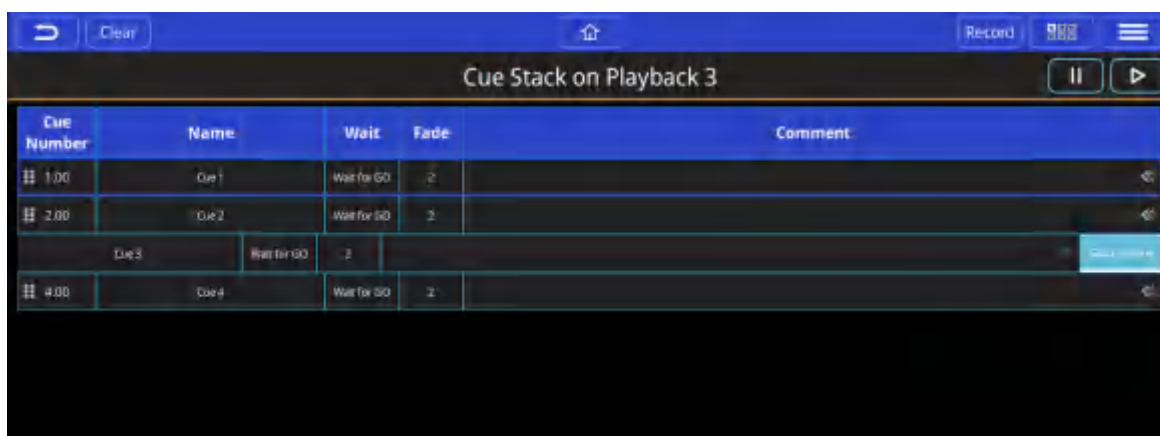 Clear Record
Cue Stack on Playback 3
Cue Number Name Wait Fade Comment
1.00 Cue 1 Wait for GO 2
2.00 Cue 2 Wait for GO 2
Cue 3 Wait for GO 2
4.00 Cue 4 Wait for GO 2